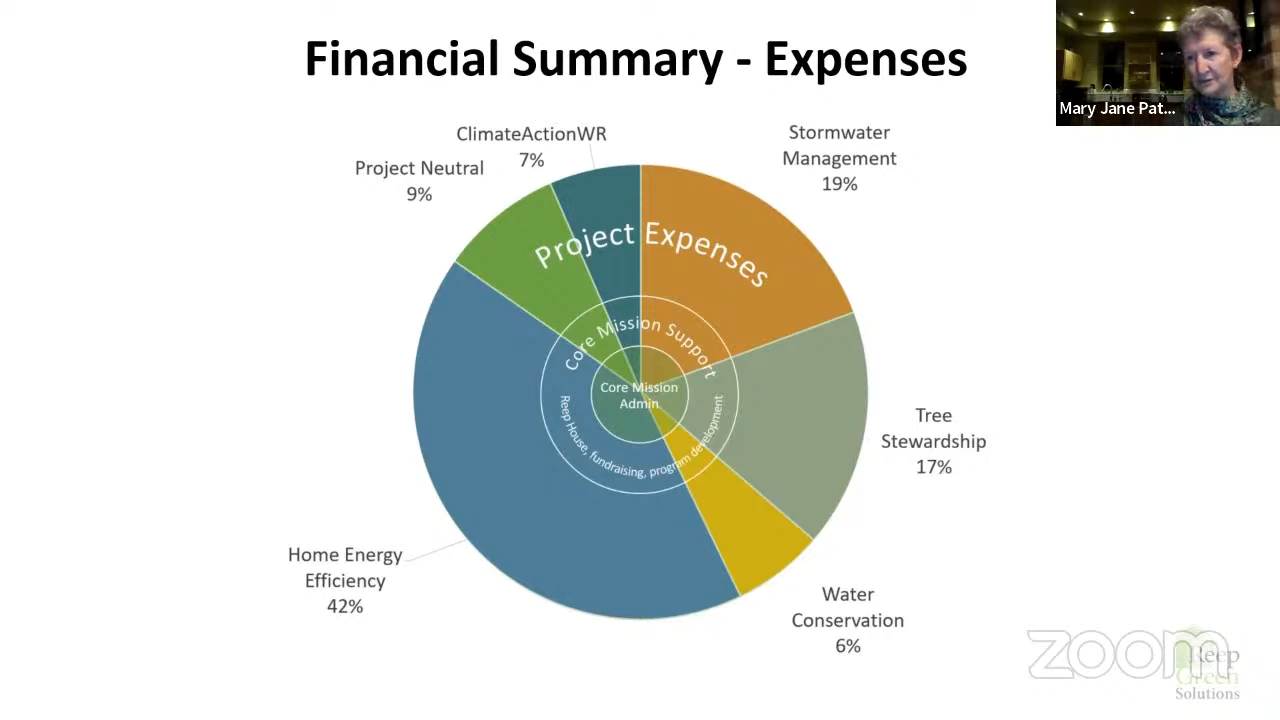 Financial Summary - Expenses
Mary Jane Pat...
ClimateActionWR
7%
Project Neutral
9%
Stormwater
Management
19%
Project Expenses
Core Mission Support
Core Mission
Admin
Reep House, fundraising, program development
Tree
Stewardship
17%
Home Energy
Efficiency
42%
Water
Conservation
6%
zoom
Reep
Green
Solutions